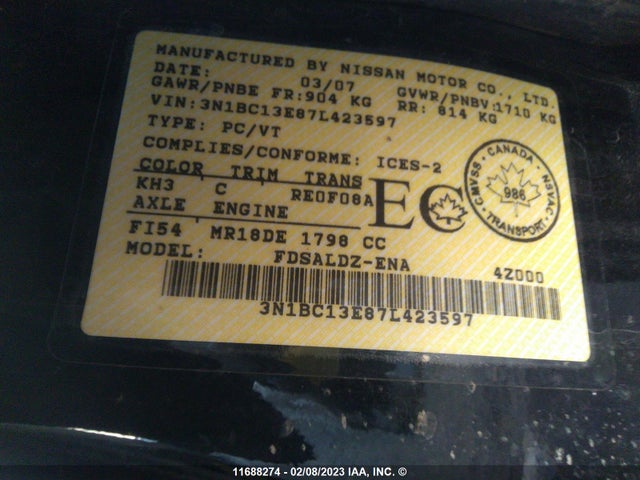 MANUFACTURED BY NISSAN MOTOR CO., LTD.
DATE: 03/07 GVWR/PNBV:1710 KG
GAWR/PNBE FR:904 KG RR: 814 KG
VIN:3N1BC13E87L423597
TYPE: PC/VT
COMPLIES/CONFORME: ICES-2
COLOR TRIM TRANS
KH3 C RE0F08A
AXLE ENGINE
FI54 MR18DE 1798 CC
MODEL: FDSALDZ-ENA
EC
CANADA
CMVSS NSVAC
986
TRANSPORT
4Z000
3N1BC13E87L423597
11688274 - 02/08/2023 IAA, INC. ©